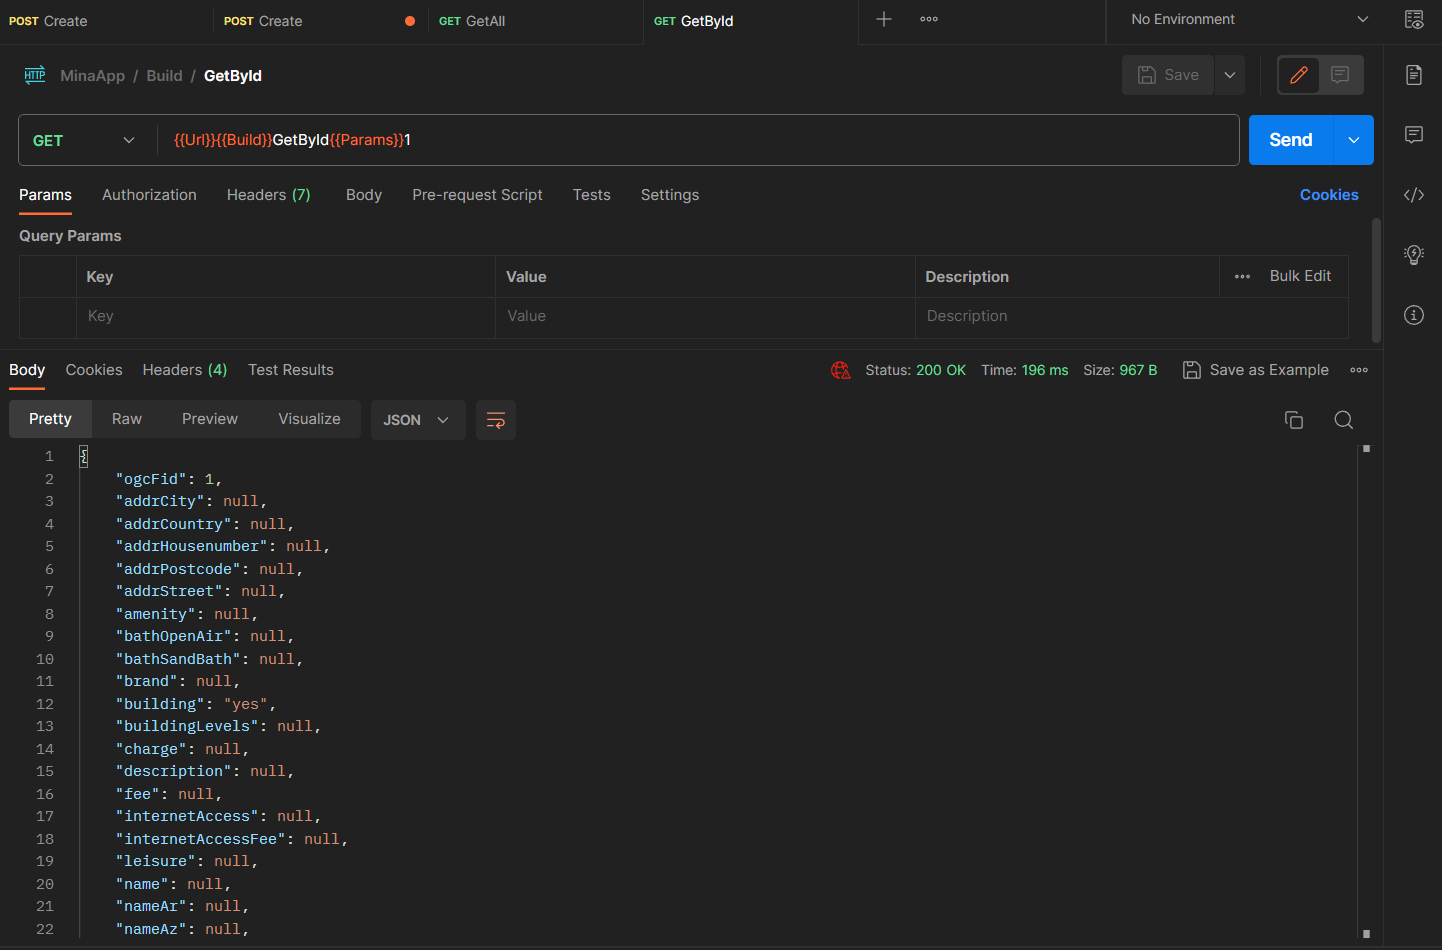 POST Create POST Create GET GetAll GET GetById No Environment
MinaApp / Build / GetById Save
GET {{Url}}{{Build}}GetById{{Params}}1 Send
Params Authorization Headers (7) Body Pre-request Script Tests Settings Cookies
Query Params
Key Value Description Bulk Edit
Key Value Description
Body Cookies Headers (4) Test Results Status: 200 OK Time: 196 ms Size: 967 B Save as Example
Pretty Raw Preview Visualize JSON
1 {
2 "ogcFid": 1,
3 "addrCity": null,
4 "addrCountry": null,
5 "addrHousenumber": null,
6 "addrPostcode": null,
7 "addrStreet": null,
8 "amenity": null,
9 "bathOpenAir": null,
10 "bathSandBath": null,
11 "brand": null,
12 "building": "yes",
13 "buildingLevels": null,
14 "charge": null,
15 "description": null,
16 "fee": null,
17 "internetAccess": null,
18 "internetAccessFee": null,
19 "leisure": null,
20 "name": null,
21 "nameAr": null,
22 "nameAz": null,